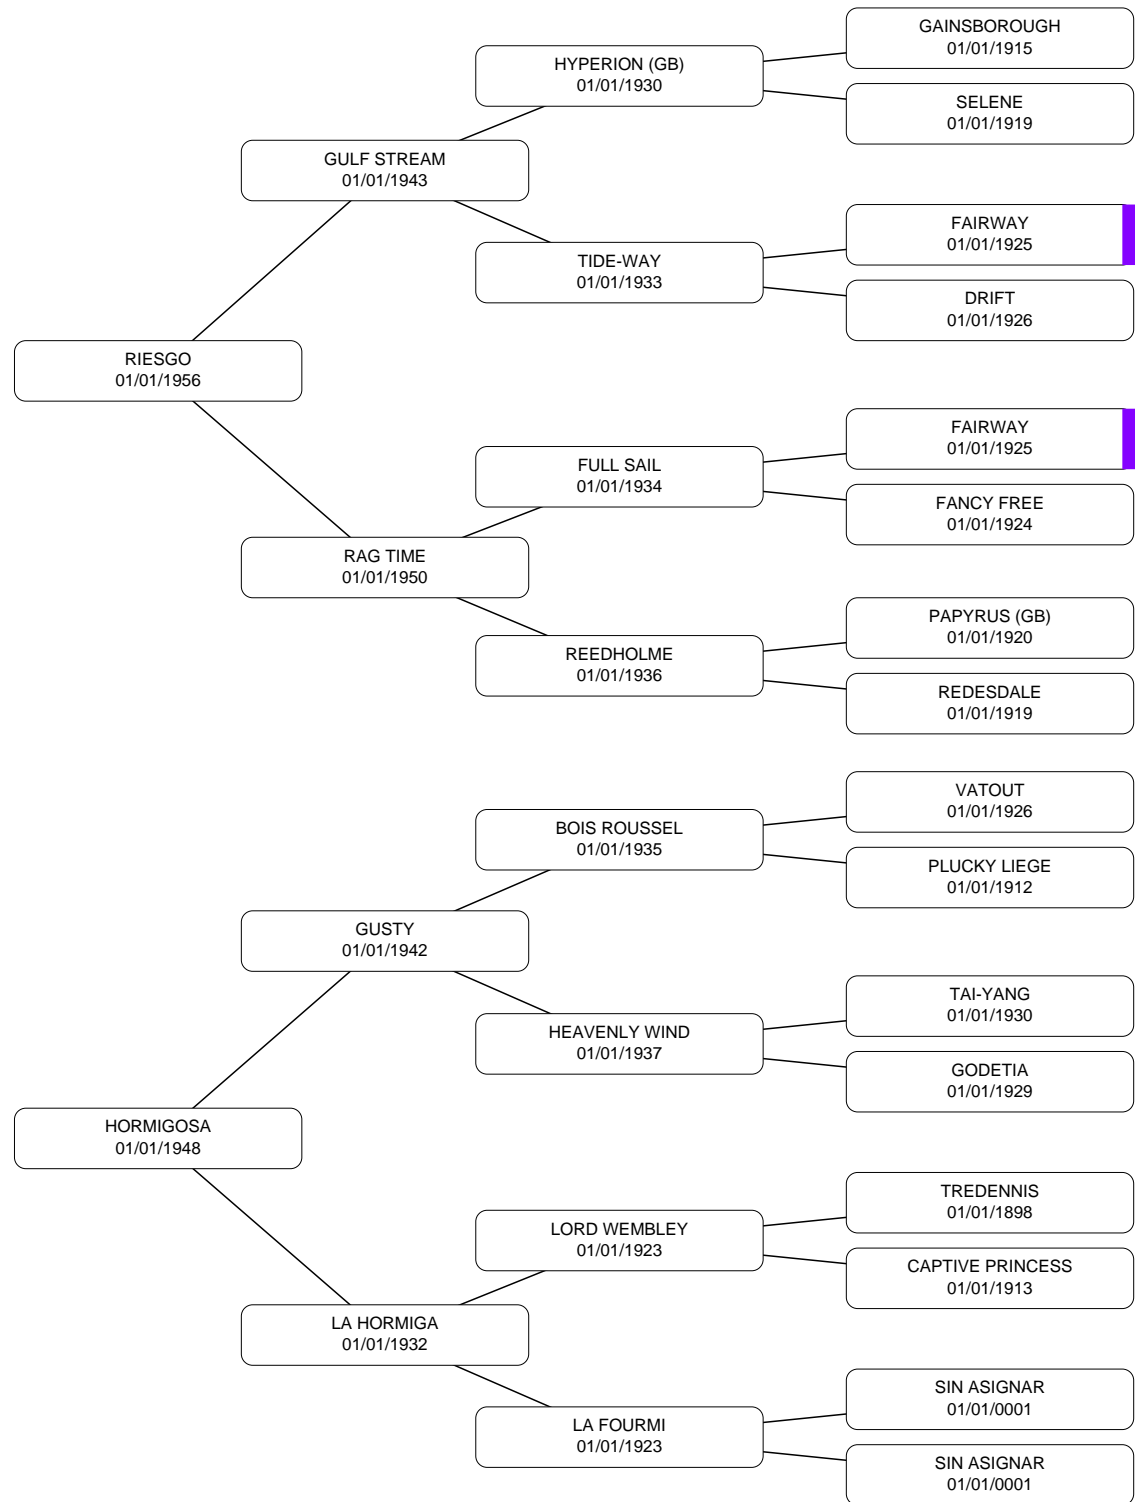 GAINSBOROUGH
01/01/1915
HYPERION (GB)
01/01/1930
SELENE
01/01/1919
GULF STREAM
01/01/1943
FAIRWAY
01/01/1925
TIDE-WAY
01/01/1933
DRIFT
01/01/1926
RIESGO
01/01/1956
FAIRWAY
01/01/1925
FULL SAIL
01/01/1934
FANCY FREE
01/01/1924
RAG TIME
01/01/1950
PAPYRUS (GB)
01/01/1920
REEDHOLME
01/01/1936
REDESDALE
01/01/1919
VATOUT
01/01/1926
BOIS ROUSSEL
01/01/1935
PLUCKY LIEGE
01/01/1912
GUSTY
01/01/1942
TAI-YANG
01/01/1930
HEAVENLY WIND
01/01/1937
GODETIA
01/01/1929
HORMIGOSA
01/01/1948
TREDENNIS
01/01/1898
LORD WEMBLEY
01/01/1923
CAPTIVE PRINCESS
01/01/1913
LA HORMIGA
01/01/1932
SIN ASIGNAR
01/01/0001
LA FOURMI
01/01/1923
SIN ASIGNAR
01/01/0001